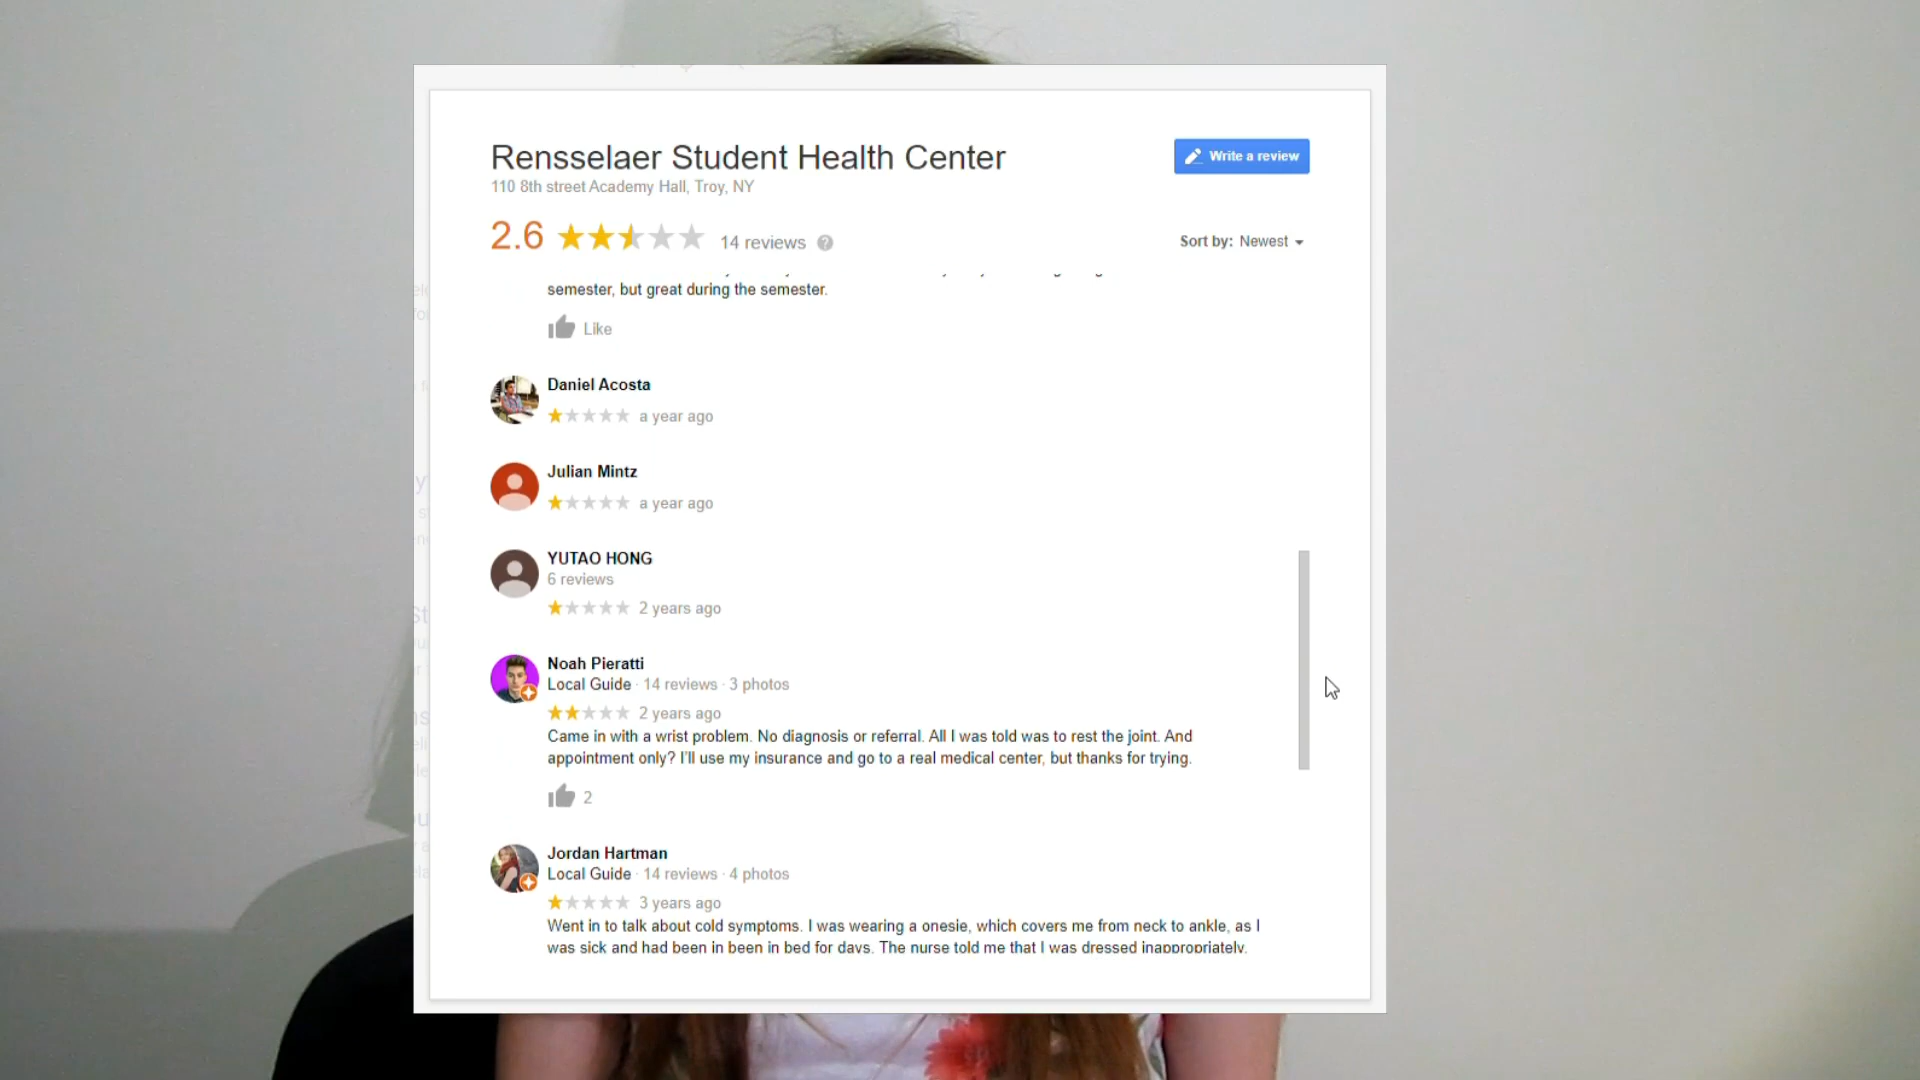 Rensselaer Student Health Center
Write a review
110 8th street Academy Hall, Troy, NY
2.6 14 reviews ?
Sort by: Newest
semester, but great during the semester.
Like
Daniel Acosta
a year ago
Julian Mintz
a year ago
YUTAO HONG
6 reviews
2 years ago
Noah Pieratti
Local Guide · 14 reviews · 3 photos
2 years ago
Came in with a wrist problem. No diagnosis or referral. All I was told was to rest the joint. And
appointment only? I'll use my insurance and go to a real medical center, but thanks for trying.
2
Jordan Hartman
Local Guide · 14 reviews · 4 photos
3 years ago
Went in to talk about cold symptoms. I was wearing a onesie, which covers me from neck to ankle, as I
was sick and had been in been in bed for days. The nurse told me that I was dressed inappropriately.